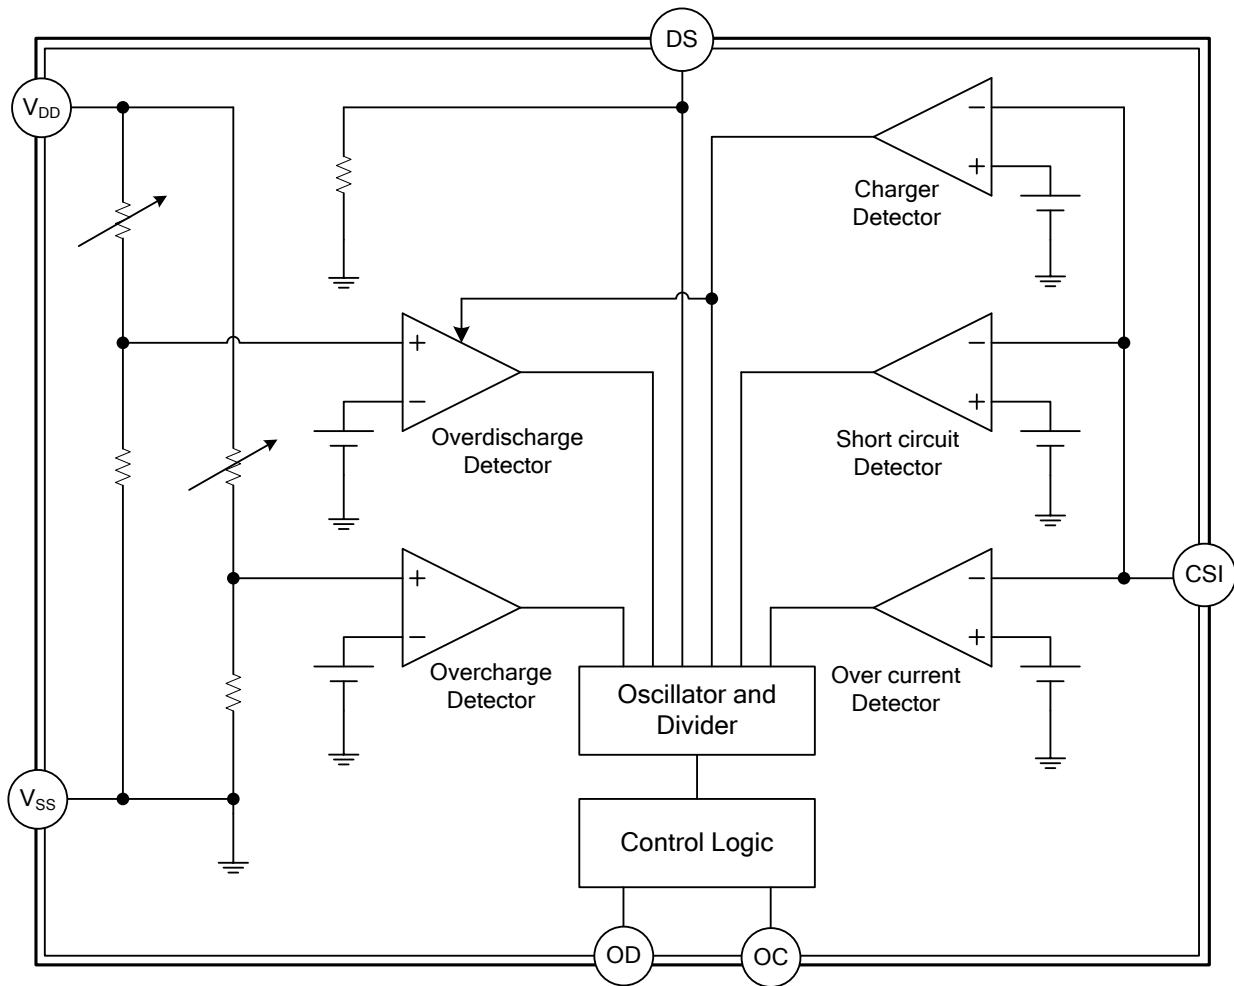 DS
VDD
−
+
Charger
Detector
+
−
Overdischarge
Detector
−
+
Short circuit
Detector
+
−
Overcharge
Detector
−
+
Over current
Detector
CSI
Oscillator and
Divider
VSS
Control Logic
OD
OC